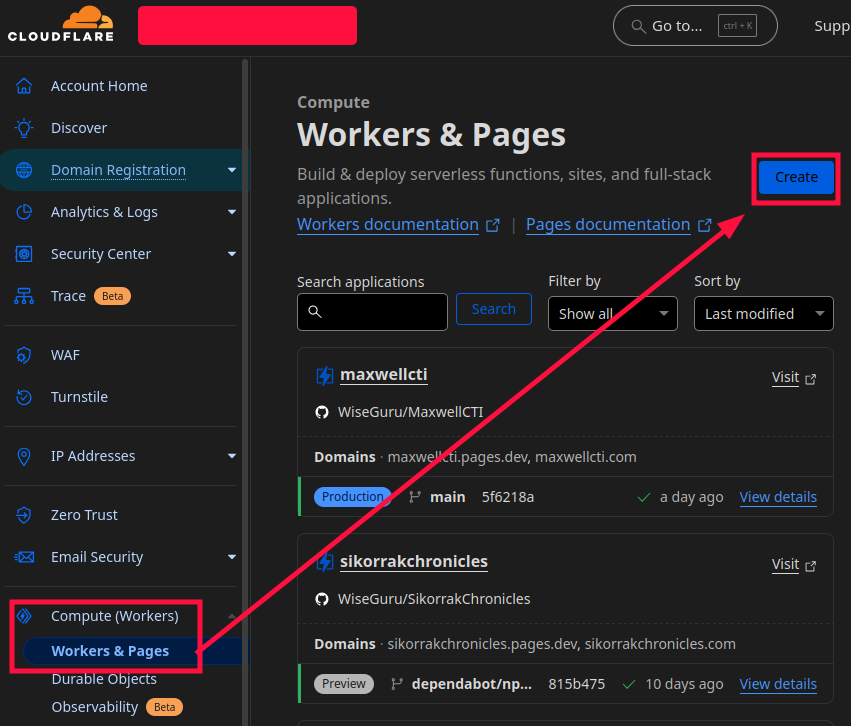 CLOUDFLARE
Go to... ctrl + K
Supp
Account Home
Discover
Domain Registration
Analytics & Logs
Security Center
Trace Beta
WAF
Turnstile
IP Addresses
Zero Trust
Email Security
Compute (Workers)
Workers & Pages
Durable Objects
Observability Beta
Compute
Workers & Pages
Build & deploy serverless functions, sites, and full-stack
applications.
Create
Workers documentation | Pages documentation
Search applications
Search
Filter by
Show all
Sort by
Last modified
maxwellcti
Visit
WiseGuru/MaxwellCTI
Domains · maxwellcti.pages.dev, maxwellcti.com
Production main 5f6218a a day ago View details
sikorrakchronicles
Visit
WiseGuru/SikorrakChronicles
Domains · sikorrakchronicles.pages.dev, sikorrakchronicles.com
Preview dependabot/np... 815b475 10 days ago View details